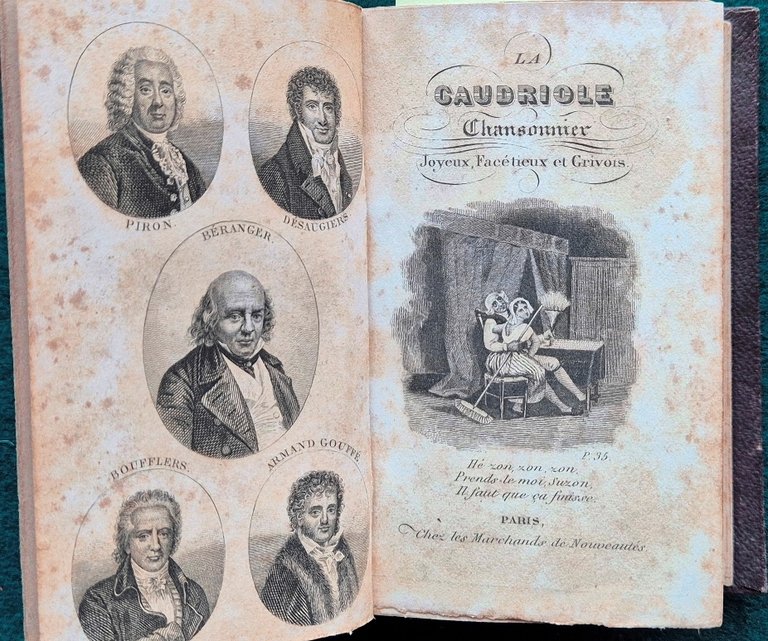 PIRON.
DÉSAUGIERS
BÉRANGER.
BOUFFLERS.
ARMAND GOUFFÉ
LA
GAUDRIOLE
Chansonnier
Joyeux, Facétieux et Grivois.
P. 35.
Hé zon, zon, zon,
Prends le moi, Suzon,
Il faut que ça finisse.
PARIS,
Chez les Marchands de Nouveautés